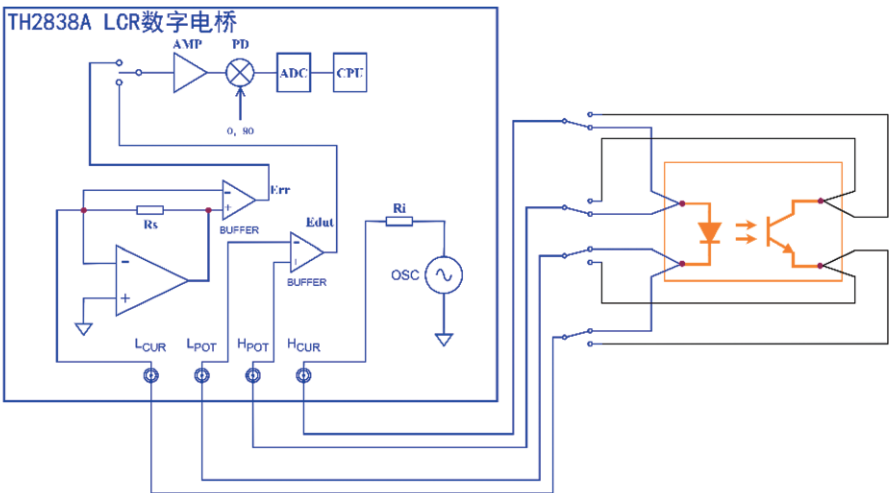 TH2838A LCR数字电桥
AMP
PD
ADC
CPU
0, 90
Err
Rs
BUFFER
Edut
BUFFER
Ri
OSC
LCUR
LPOT
HPOT
HCUR